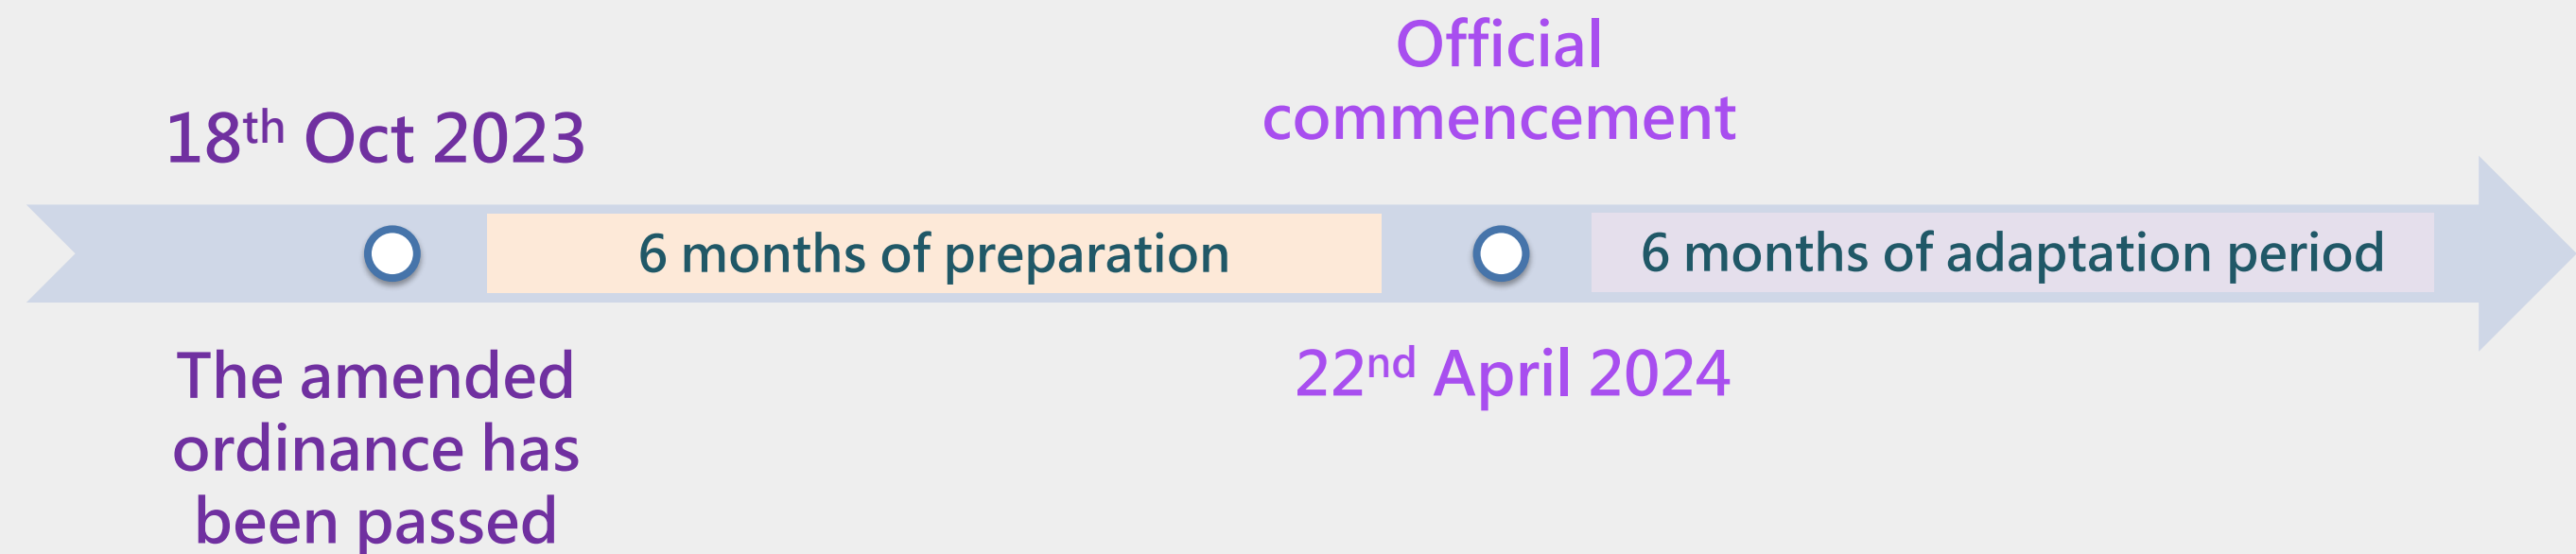 18th Oct 2023
Official
commencement
6 months of preparation
6 months of adaptation period
The amended
ordinance has
been passed
22nd April 2024